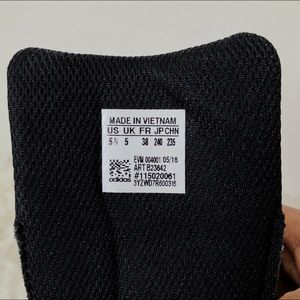 MADE IN VIETNAM
US UK FR JP CHN
5½ 5 38 240 235
EVM 004001 05/16
ART B23642
#115020061
adidas 3YZWD7R600316